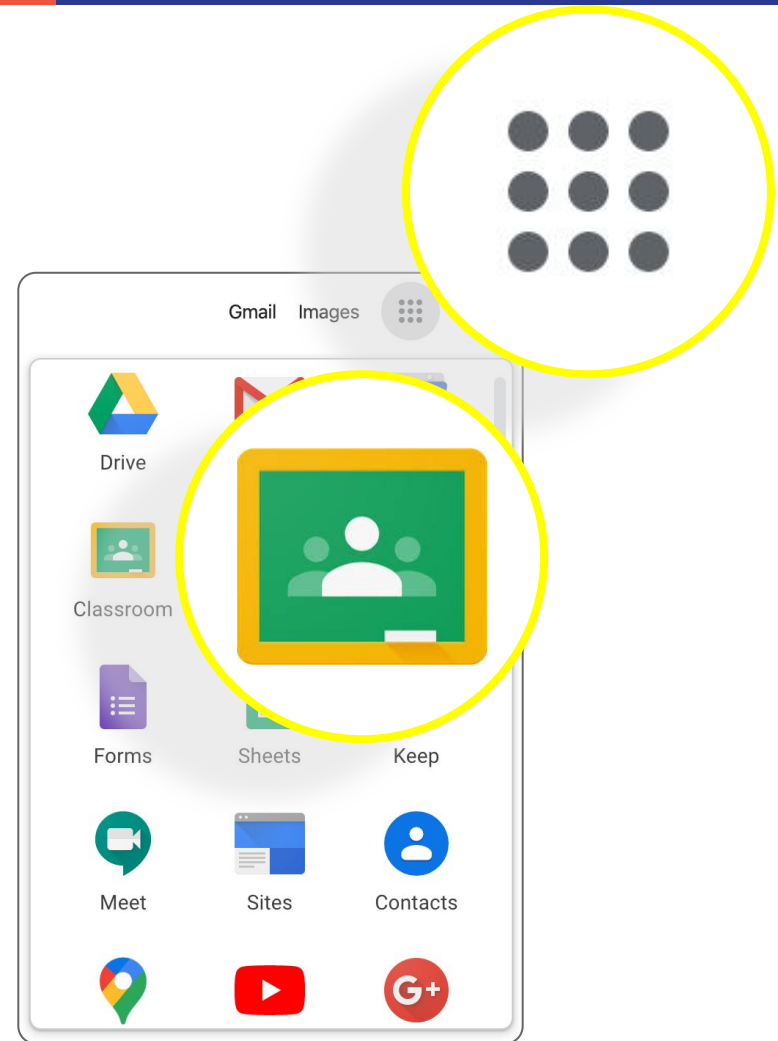 Gmail Images
Drive
Classroom
Forms Sheets Keep
Meet Sites Contacts
G+